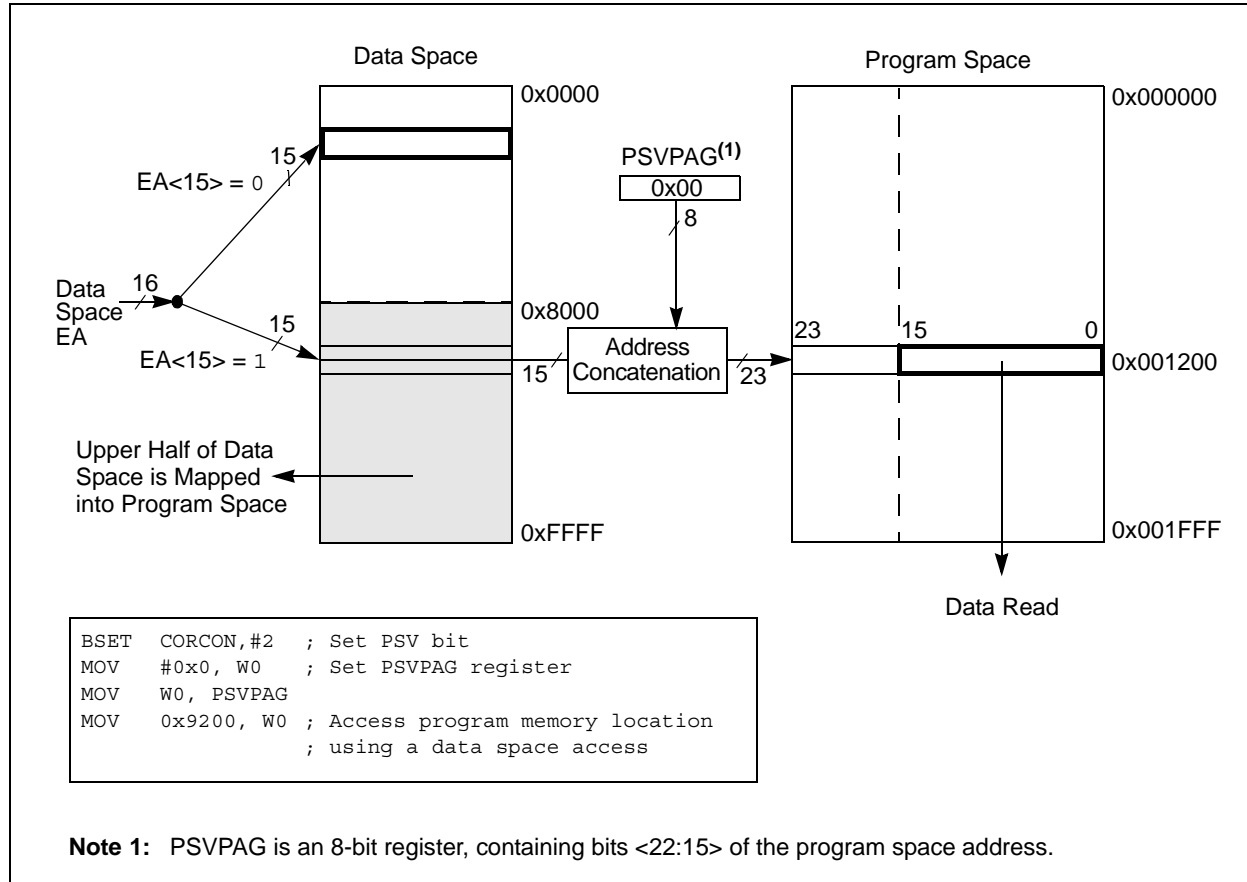 Data Space
Program Space
0x0000
0x000000
15
EA<15> = 0
PSVPAG(1)
0x00
8
16
Data
Space
EA
0x8000
15
EA<15> = 1
15
Address
Concatenation
23
23
15
0
0x001200
Upper Half of Data
Space is Mapped
into Program Space
0xFFFF
0x001FFF
Data Read
BSET CORCON,#2 ; Set PSV bit
MOV #0x0, W0 ; Set PSVPAG register
MOV W0, PSVPAG
MOV 0x9200, W0 ; Access program memory location
; using a data space access
Note 1: PSVPAG is an 8-bit register, containing bits <22:15> of the program space address.